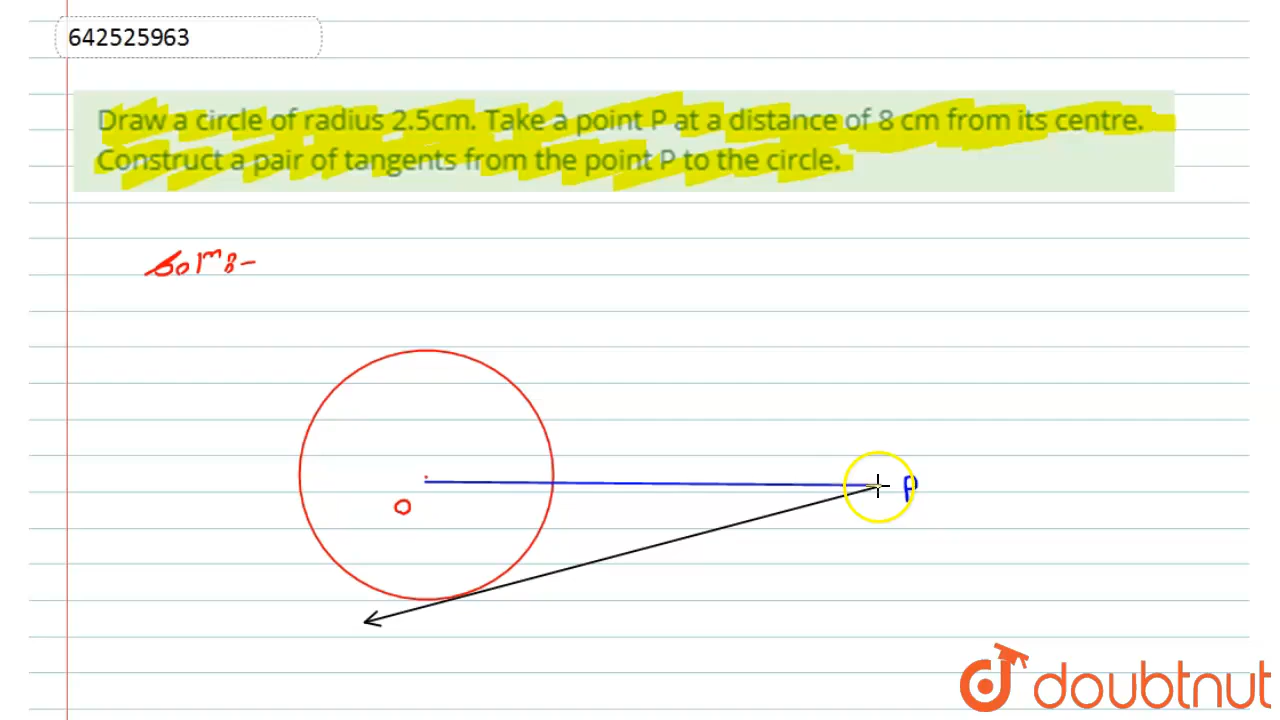 642525963
Draw a circle of radius 2.5cm. Take a point P at a distance of 8 cm from its centre.
Construct a pair of tangents from the point P to the circle.
Solⁿ:-
O
P
doubtnut